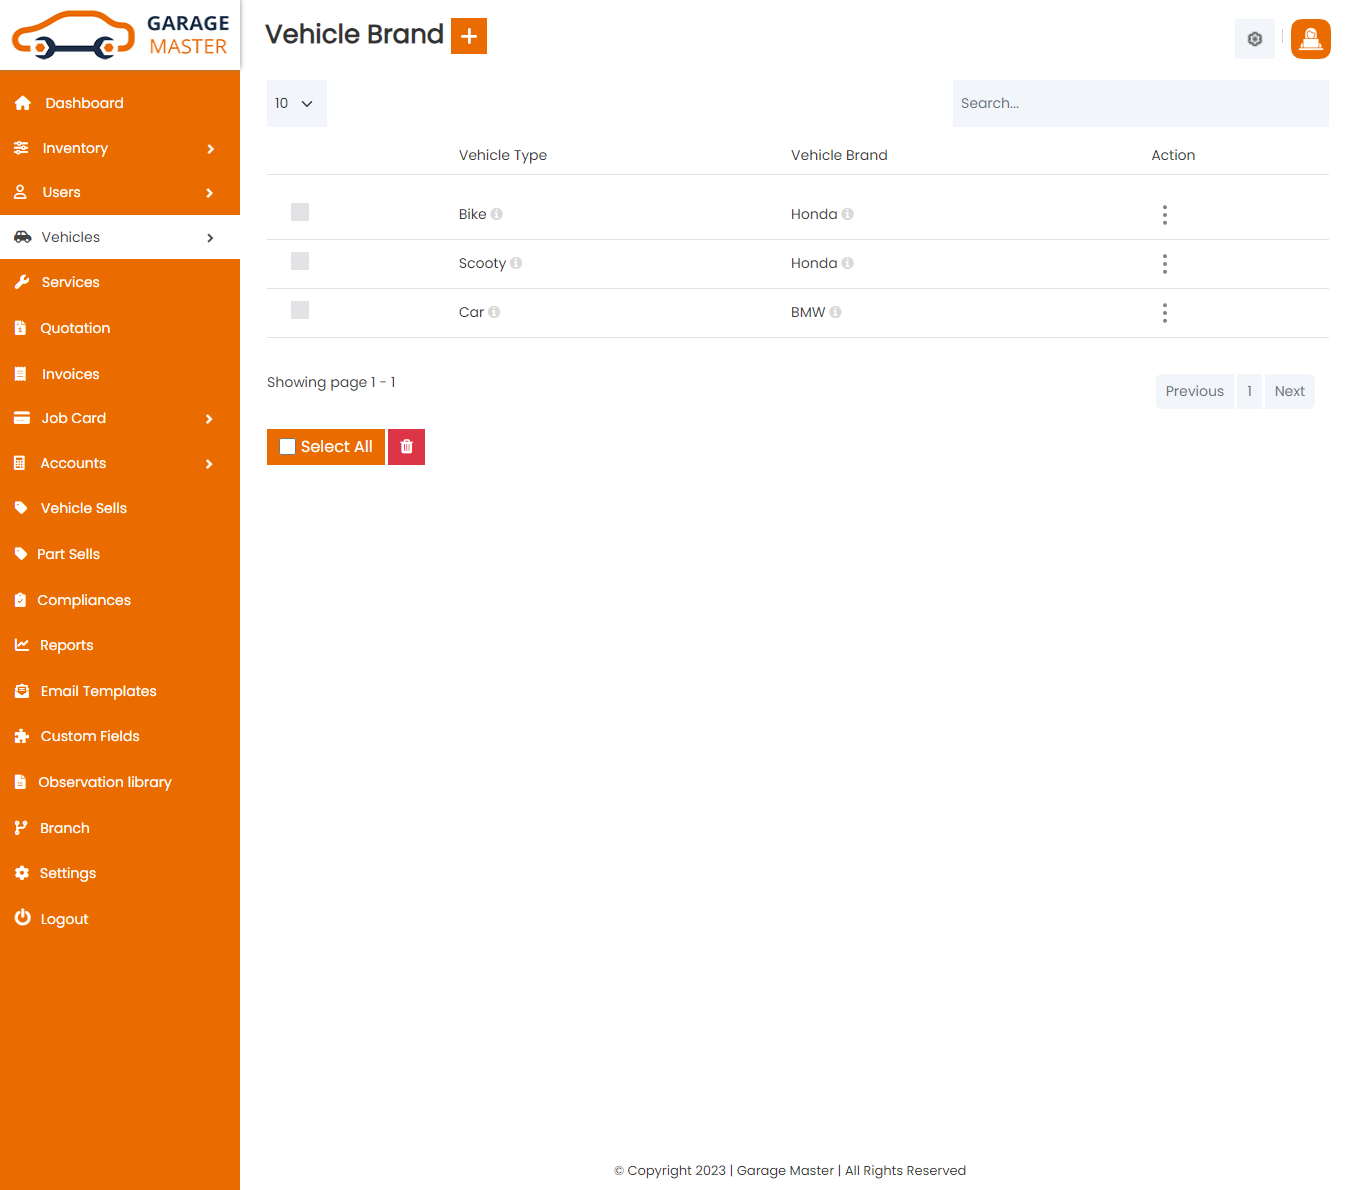 GARAGE
MASTER
Vehicle Brand +
10
Search...
Dashboard
Inventory
Users
Vehicles
Services
Quotation
Invoices
Job Card
Accounts
Vehicle Sells
Part Sells
Compliances
Reports
Email Templates
Custom Fields
Observation library
Branch
Settings
Logout
Vehicle Type Vehicle Brand Action
Bike Honda
Scooty Honda
Car BMW
Showing page 1 - 1
Previous 1 Next
Select All
© Copyright 2023 | Garage Master | All Rights Reserved